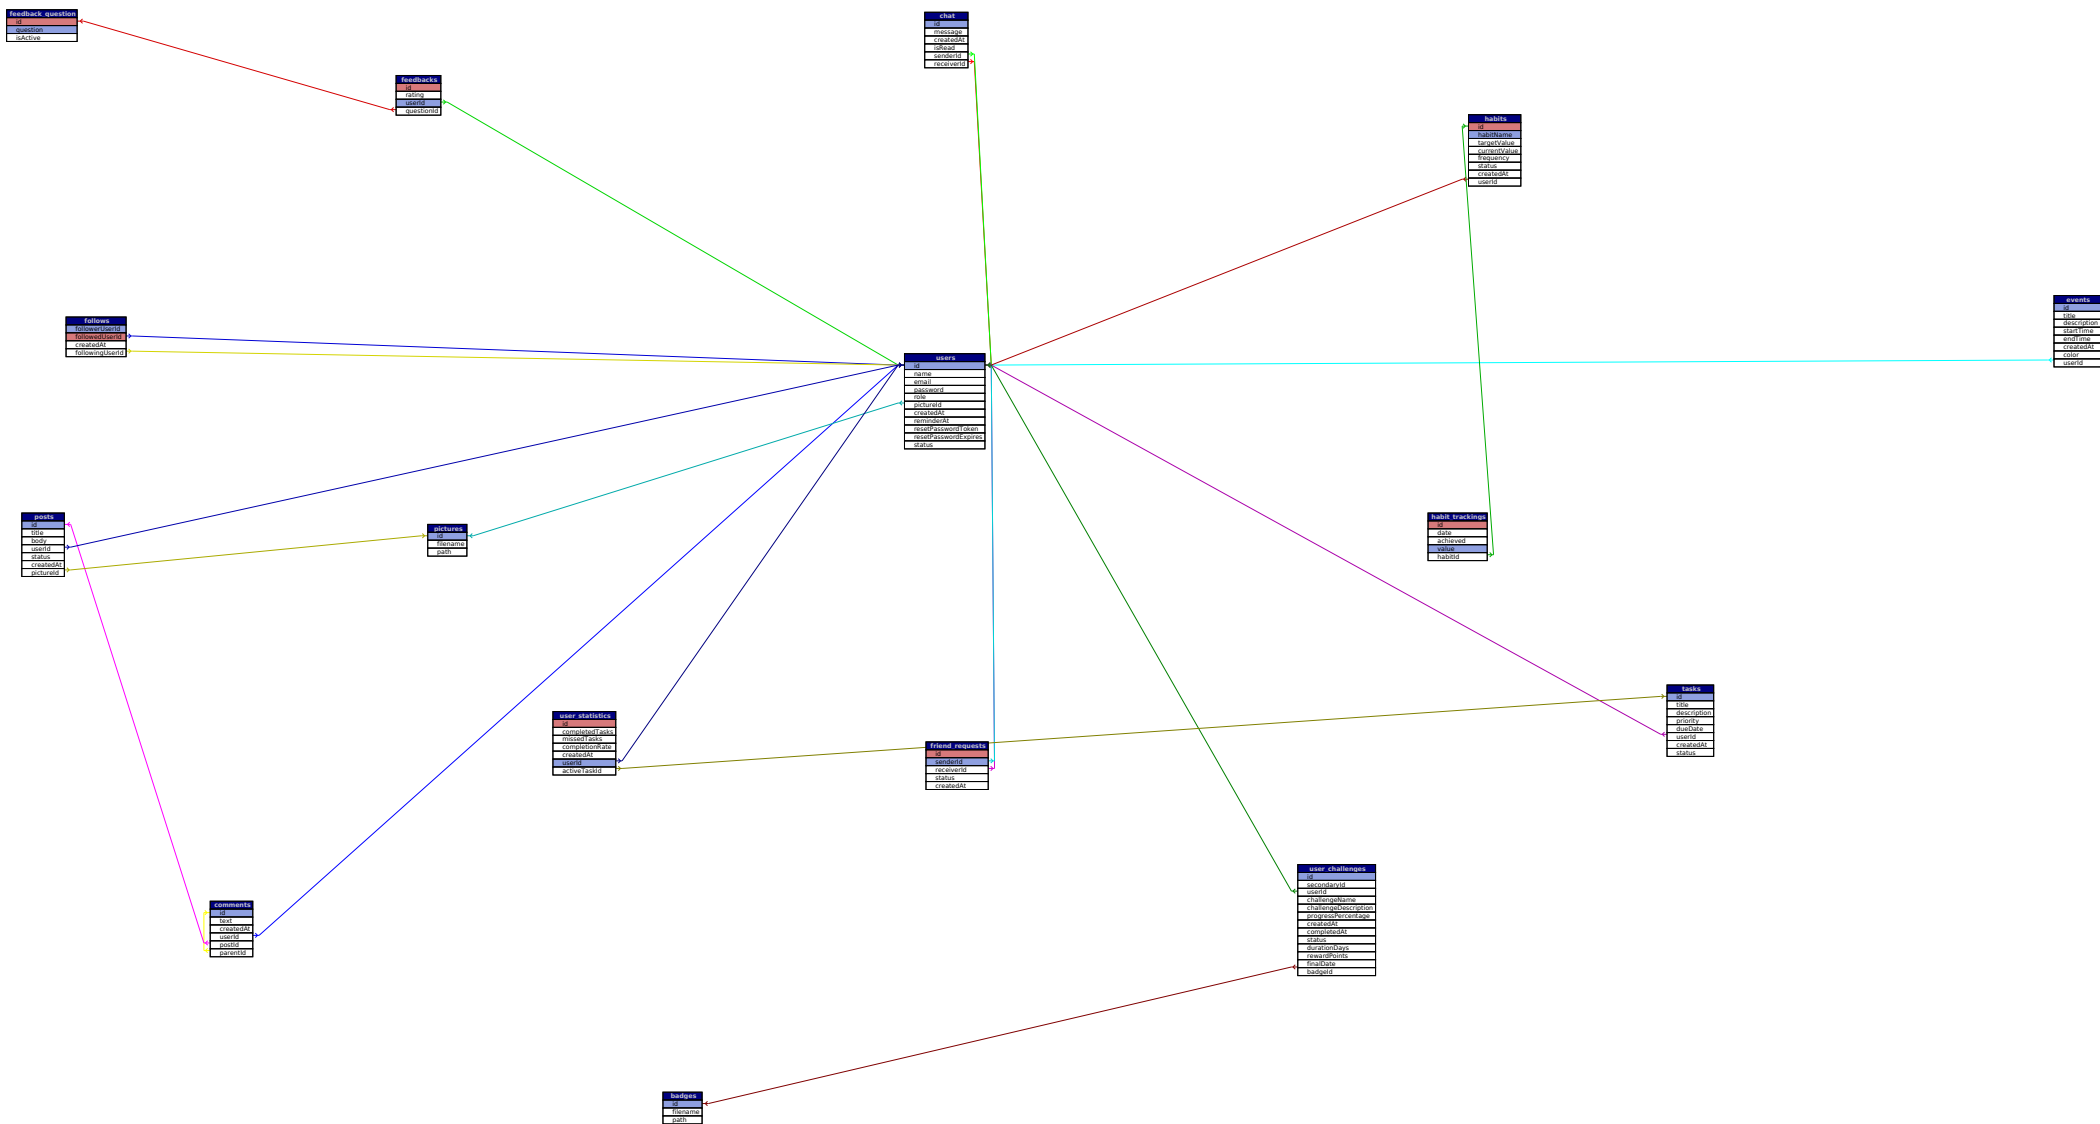 feedback_question
id
question
isActive
chat
id
message
createdAt
isRead
senderId
receiverId
feedbacks
id
rating
userId
questionId
habits
id
habitName
targetValue
currentValue
frequency
status
createdAt
userId
events
id
title
description
startTime
endTime
createdAt
color
userId
follows
followerUserId
followedUserId
createdAt
followingUserId
users
id
name
email
password
role
pictureId
createdAt
reminderAt
resetPasswordToken
resetPasswordExpires
status
posts
id
title
body
userId
status
createdAt
pictureId
pictures
id
filename
path
habit_trackings
id
date
achieved
value
habitId
tasks
id
title
description
priority
dueDate
userId
createdAt
status
user_statistics
id
completedTasks
missedTasks
completionRate
createdAt
userId
activeTaskId
friend_requests
id
senderId
receiverId
status
createdAt
user_challenges
id
secondaryId
userId
challengeName
challengeDescription
progressPercentage
createdAt
completedAt
status
durationDays
rewardPoints
finalDate
badgeId
comments
id
text
createdAt
userId
postId
parentId
badges
id
filename
path